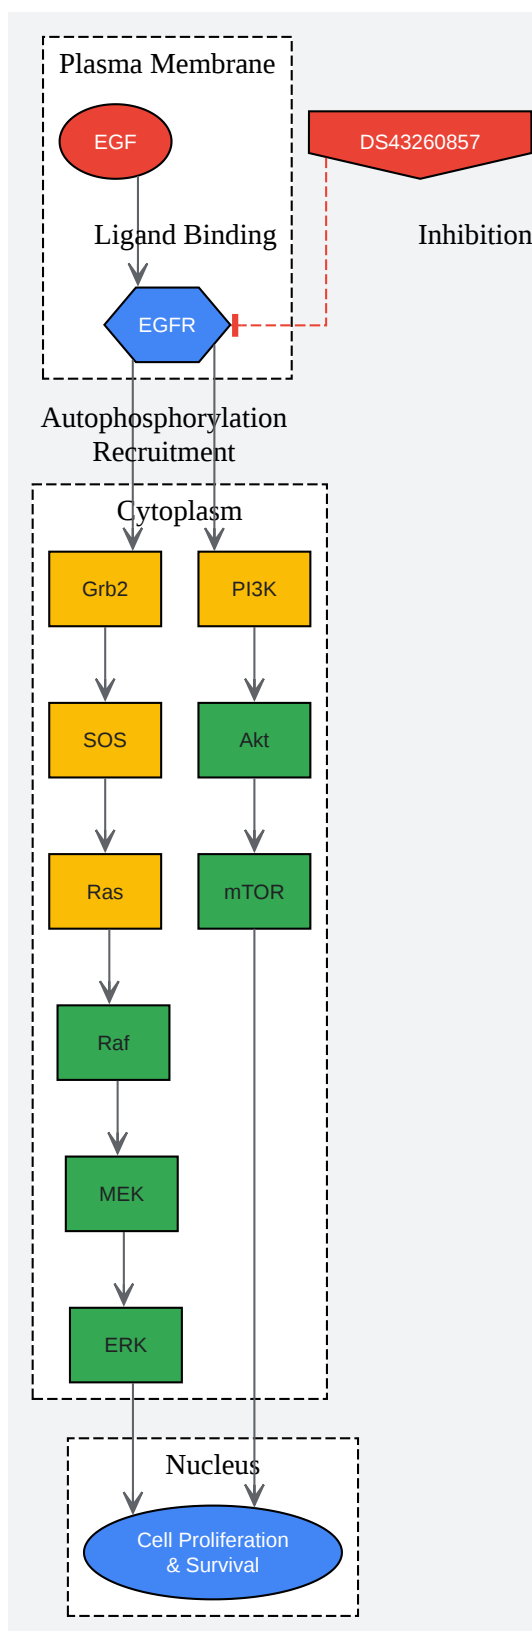 Plasma Membrane
EGF
DS43260857
Ligand Binding
Inhibition
EGFR
Autophosphorylation
Recruitment
Cytoplasm
Grb2
PI3K
SOS
Akt
Ras
mTOR
Raf
MEK
ERK
Nucleus
Cell Proliferation
& Survival